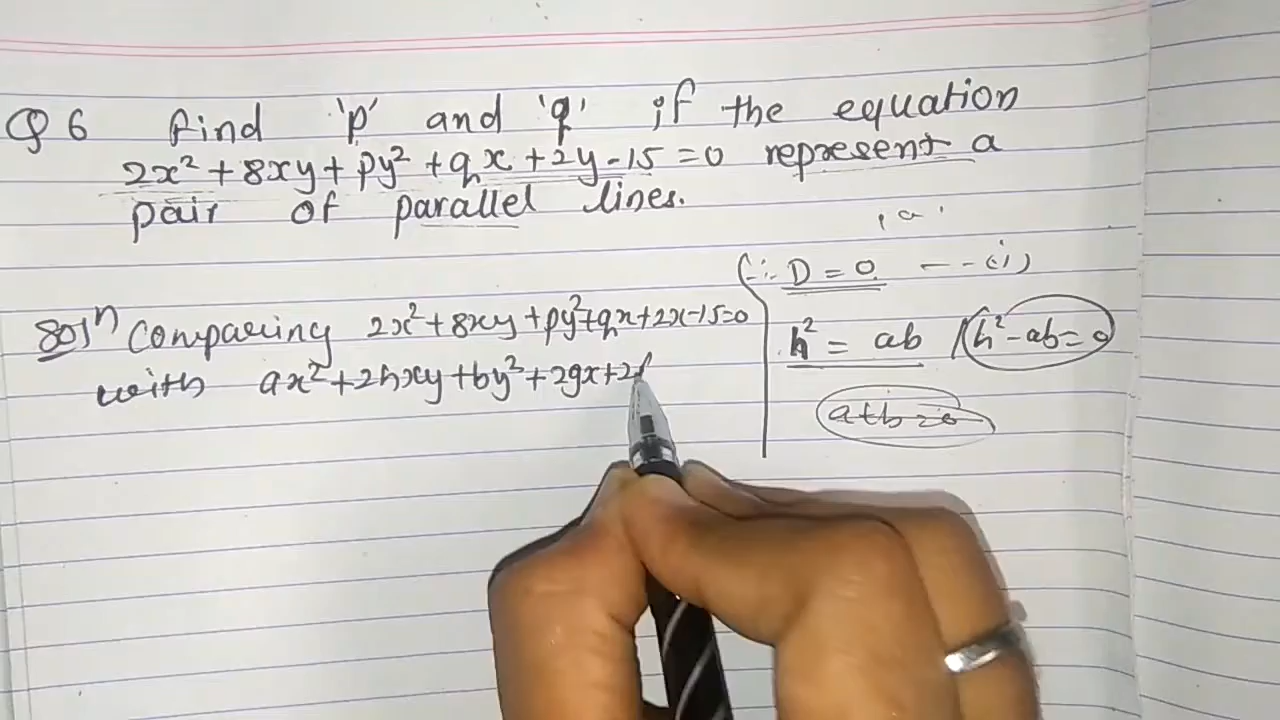 Q 6 Find 'p' and 'q' if the equation
2x² + 8xy + py² + qx + 2y - 15 = 0 represent a
pair of parallel lines.
'a'
(∵ D = 0 --- (i)
Solⁿ Comparing 2x² + 8xy + py² + qx + 2x - 15 = 0
h² = ab / h² - ab = 0
with ax² + 2hxy + by² + 2gx + 2f
a + b = 0